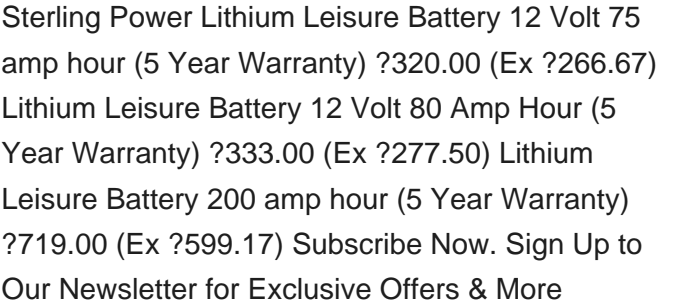 Sterling Power Lithium Leisure Battery 12 Volt 75
amp hour (5 Year Warranty) ?320.00 (Ex ?266.67)
Lithium Leisure Battery 12 Volt 80 Amp Hour (5
Year Warranty) ?333.00 (Ex ?277.50) Lithium
Leisure Battery 200 amp hour (5 Year Warranty)
?719.00 (Ex ?599.17) Subscribe Now. Sign Up to
Our Newsletter for Exclusive Offers & More